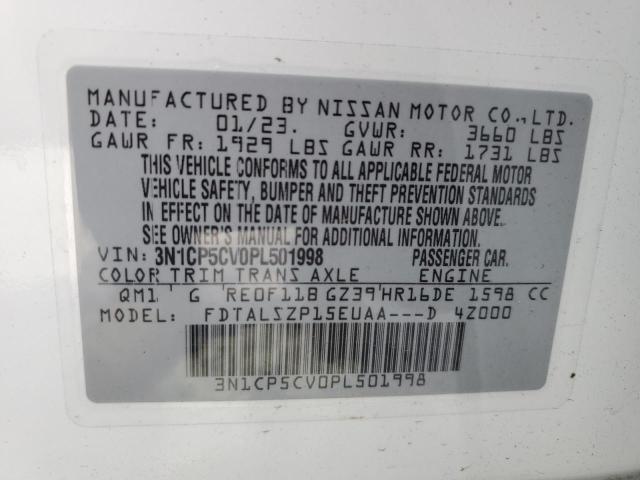 MANUFACTURED BY NISSAN MOTOR CO., LTD.
DATE: 01/23. GVWR: 3660 LBS
GAWR FR: 1929 LBS GAWR RR: 1731 LBS
THIS VEHICLE CONFORMS TO ALL APPLICABLE FEDERAL MOTOR
VEHICLE SAFETY, BUMPER AND THEFT PREVENTION STANDARDS
IN EFFECT ON THE DATE OF MANUFACTURE SHOWN ABOVE.
SEE OWNER'S MANUAL FOR ADDITIONAL INFORMATION.
VIN: 3N1CP5CV0PL501998 PASSENGER CAR.
COLOR TRIM TRANS AXLE ENGINE
QM1 G RE0F11B GZ39 HR16DE 1598 CC
MODEL: FDTALSZP15EUAA---D 4Z000
3N1CP5CV0PL501998